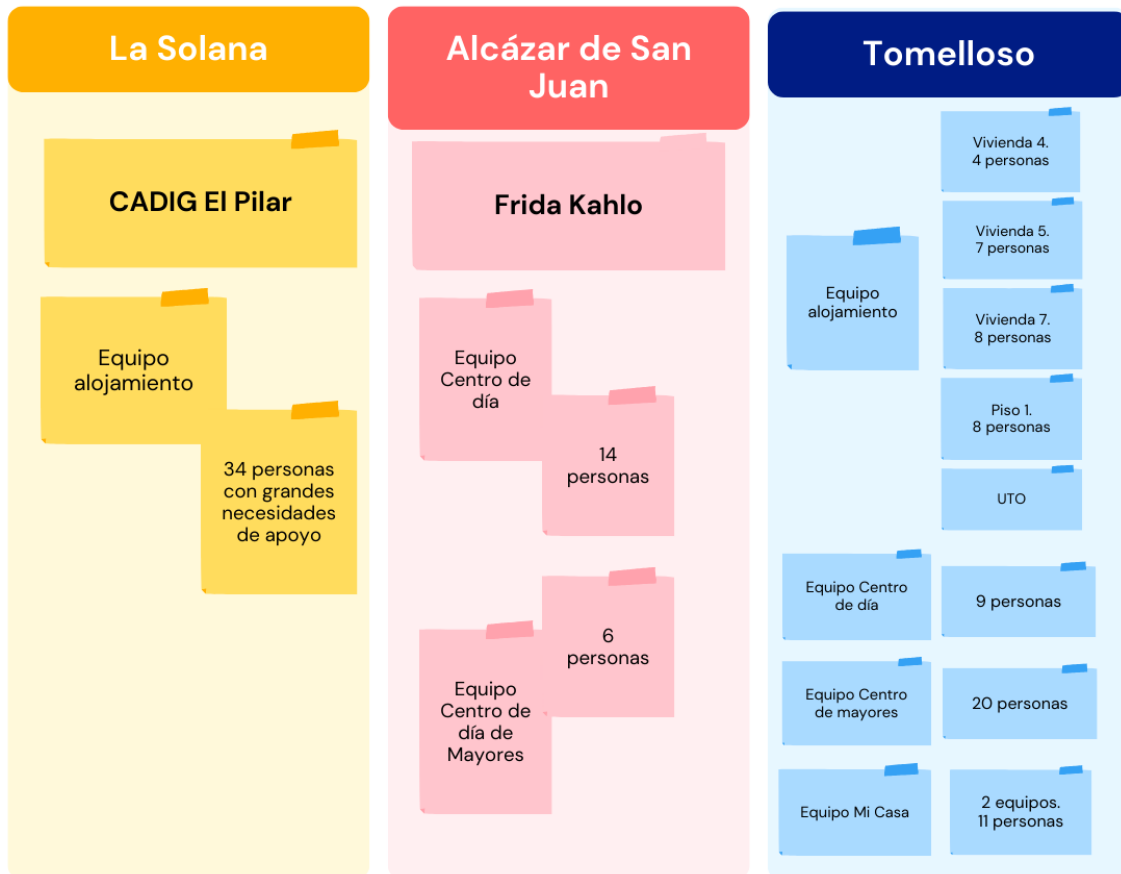 La Solana
CADIG El Pilar
Equipo
alojamiento
34 personas
con grandes
necesidades
de apoyo
Alcázar de San
Juan
Frida Kahlo
Equipo
Centro de
día
14
personas
6
personas
Equipo
Centro de
día de
Mayores
Tomelloso
Equipo
alojamiento
Vivienda 4.
4 personas
Vivienda 5.
7 personas
Vivienda 7.
8 personas
Piso 1.
8 personas
UTO
Equipo Centro
de día
9 personas
Equipo Centro
de mayores
20 personas
Equipo Mi Casa
2 equipos.
11 personas